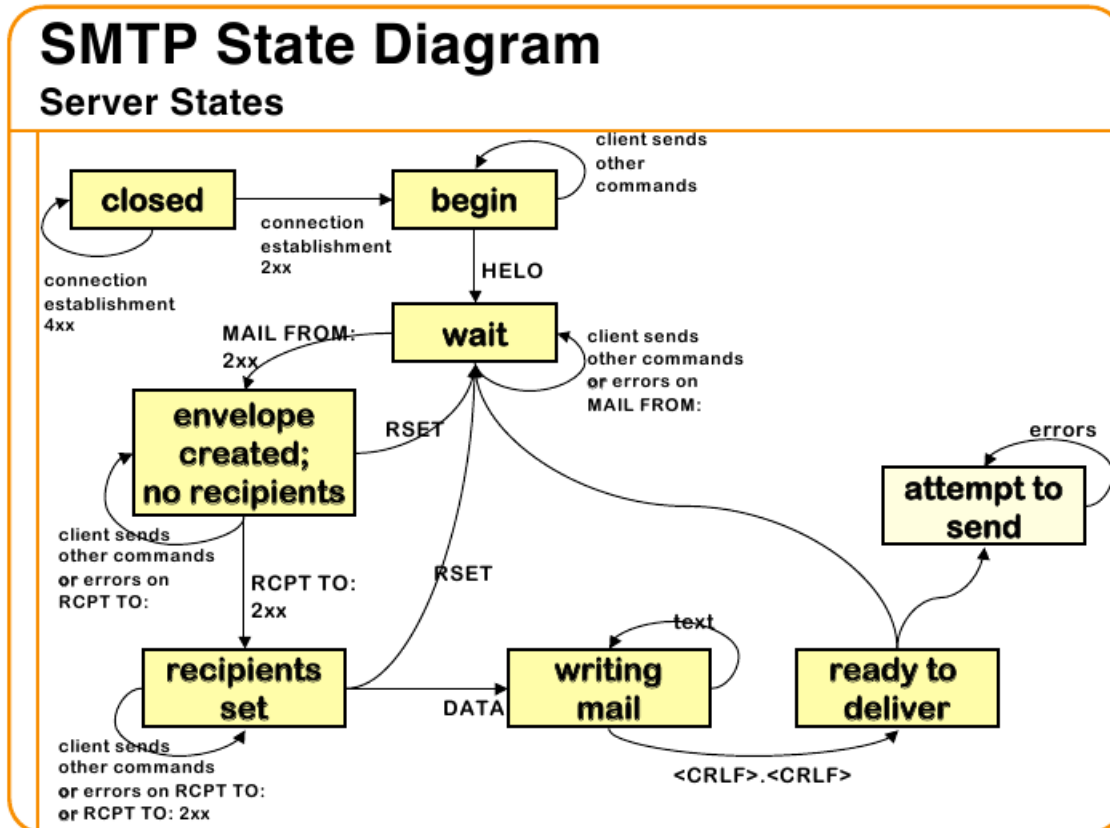 SMTP State Diagram
Server States
closed
begin
client sends
other
commands
connection
establishment
2xx
connection
establishment
4xx
HELO
wait
MAIL FROM:
2xx
client sends
other commands
or errors on
MAIL FROM:
envelope
created;
no recipients
RSET
client sends
other commands
or errors on
RCPT TO:
RCPT TO:
2xx
RSET
errors
attempt to
send
recipients
set
DATA
text
writing
mail
ready to
deliver
<CRLF>.<CRLF>
client sends
other commands
or errors on RCPT TO:
or RCPT TO: 2xx